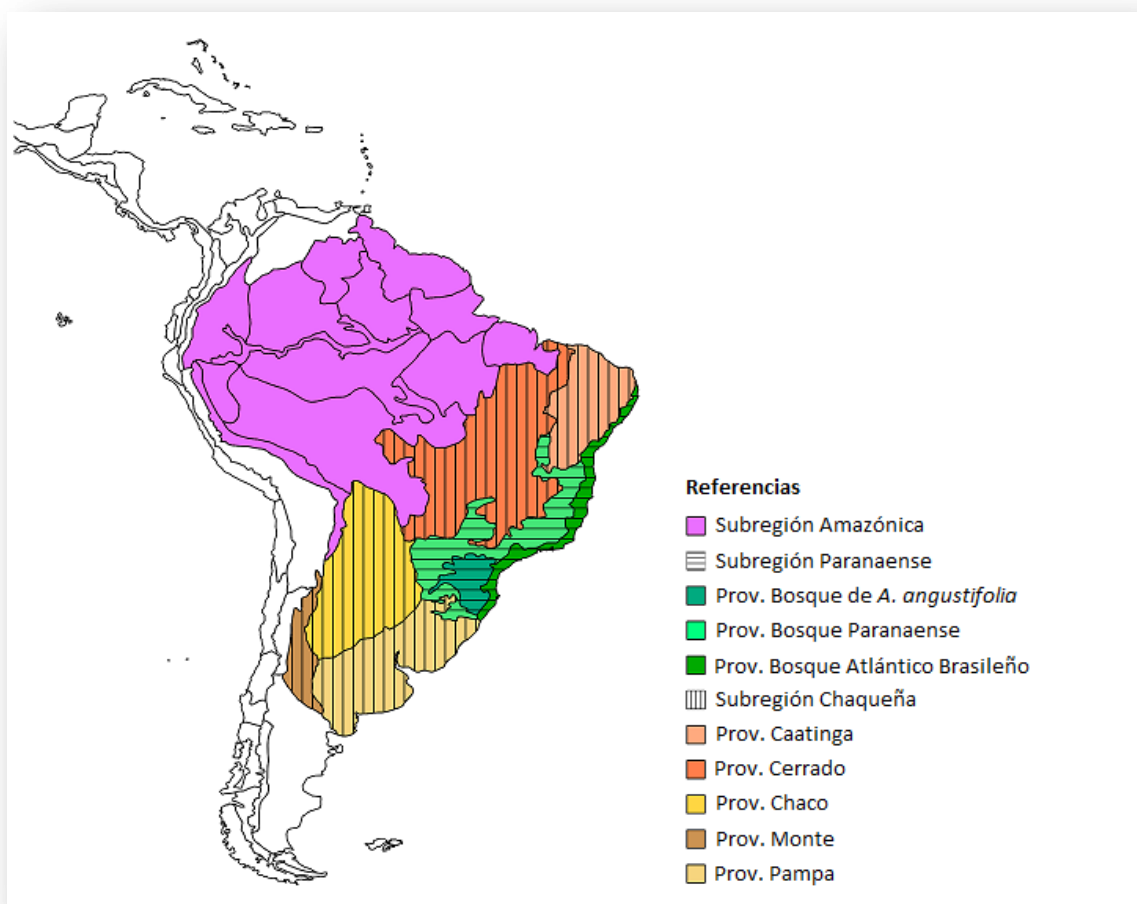 Referencias
Subregión Amazónica
Subregión Paranaense
Prov. Bosque de A. angustifolia
Prov. Bosque Paranaense
Prov. Bosque Atlántico Brasileño
Subregión Chaqueña
Prov. Caatinga
Prov. Cerrado
Prov. Chaco
Prov. Monte
Prov. Pampa